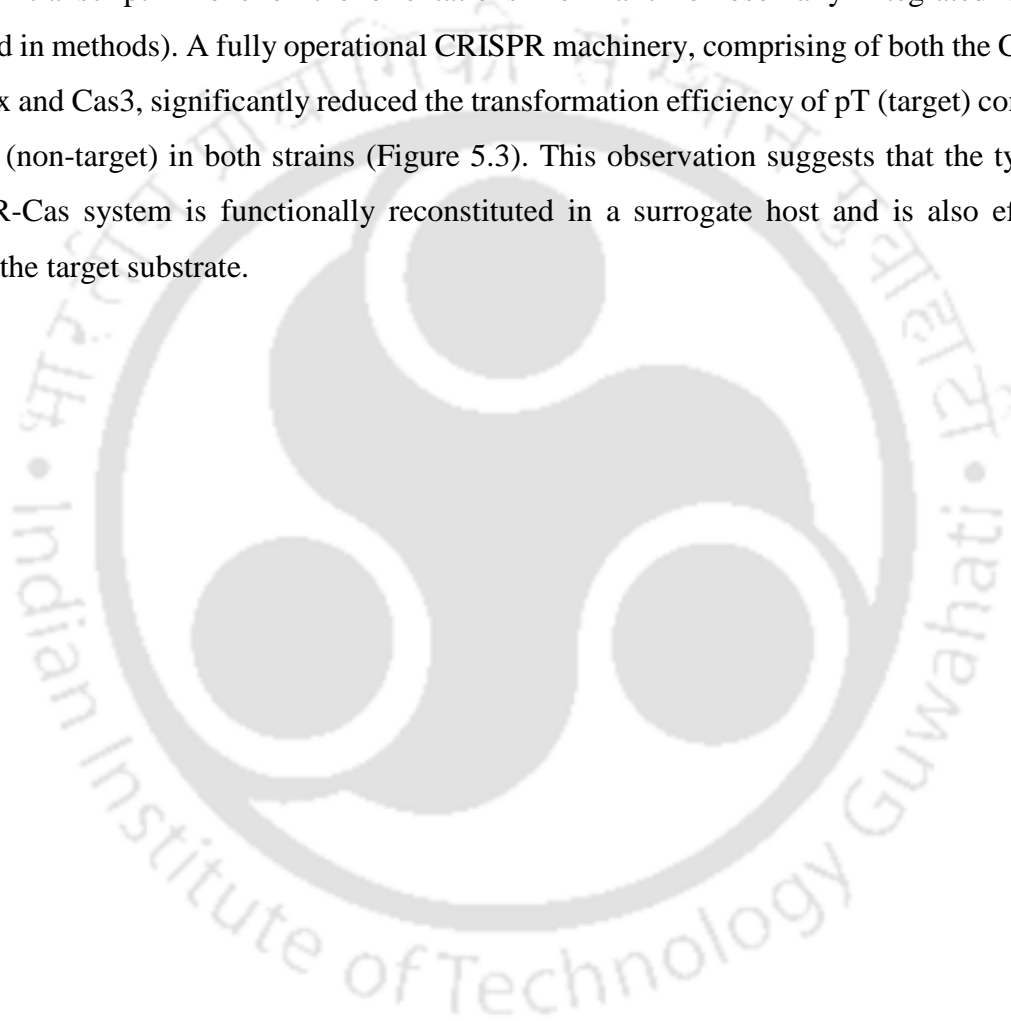 d in methods). A fully operational CRISPR machinery, comprising of both the C
x and Cas3, significantly reduced the transformation efficiency of pT (target) co
(non-target) in both strains (Figure 5.3). This observation suggests that the ty
R-Cas system is functionally reconstituted in a surrogate host and is also ef
the target substrate.
Indian Institute of Technology Guwahati